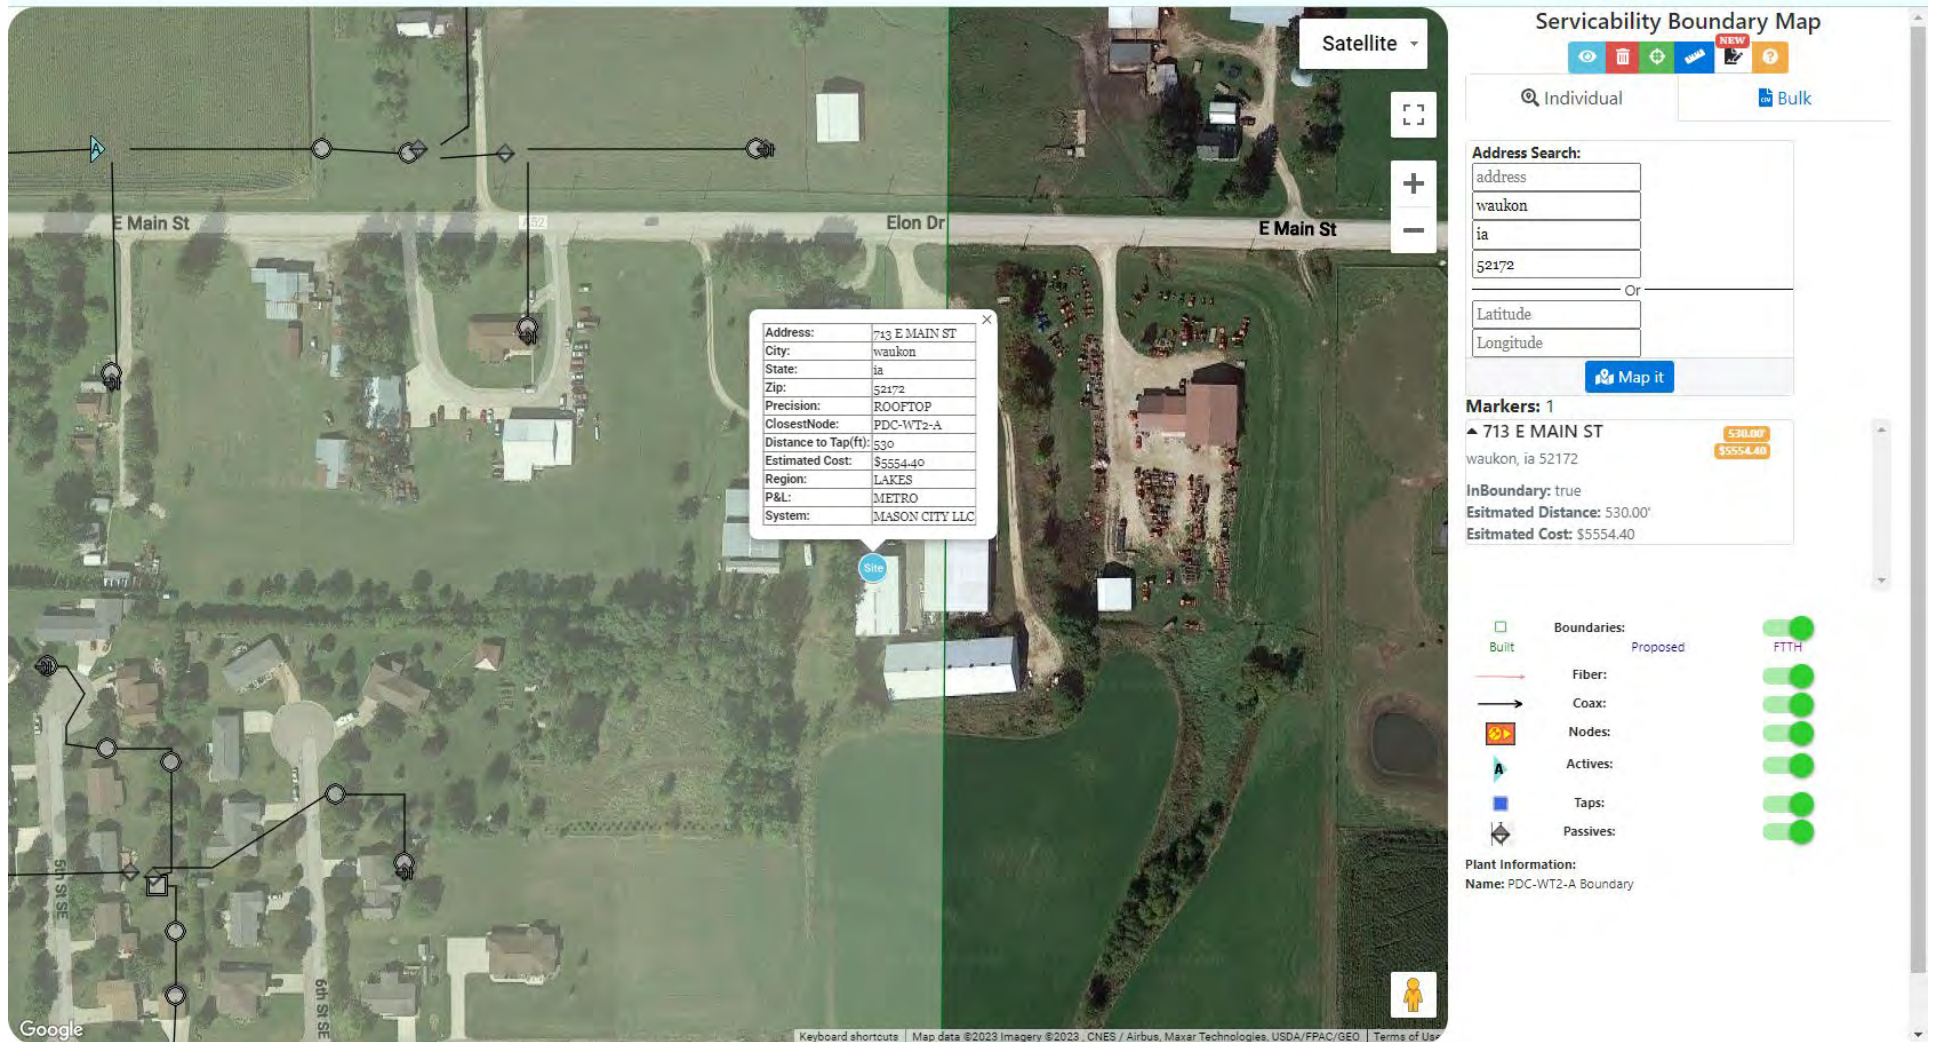 Servicability Boundary Map
NEW
Individual
Bulk
Address Search:
address
waukon
ia
52172
Or
Latitude
Longitude
Map it
Markers: 1
713 E MAIN ST
530.00'
$5554.40
waukon, ia 52172
InBoundary: true
Esitmated Distance: 530.00'
Esitmated Cost: $5554.40
Boundaries:
Built
Proposed
FTTH
Fiber:
Coax:
Nodes:
A
Actives:
Taps:
Passives:
Plant Information:
Name: PDC-WT2-A Boundary
Satellite
A
E Main St
A52
Elon Dr
E Main St
Address: 713 E MAIN ST
City: waukon
State: ia
Zip: 52172
Precision: ROOFTOP
ClosestNode: PDC-WT2-A
Distance to Tap(ft): 530
Estimated Cost: $5554.40
Region: LAKES
P&L: METRO
System: MASON CITY LLC
Site
5th St SE
6th St SE
Google
Keyboard shortcuts
Map data ©2023 Imagery ©2023 , CNES / Airbus, Maxar Technologies, USDA/FPAC/GEO
Terms of Use